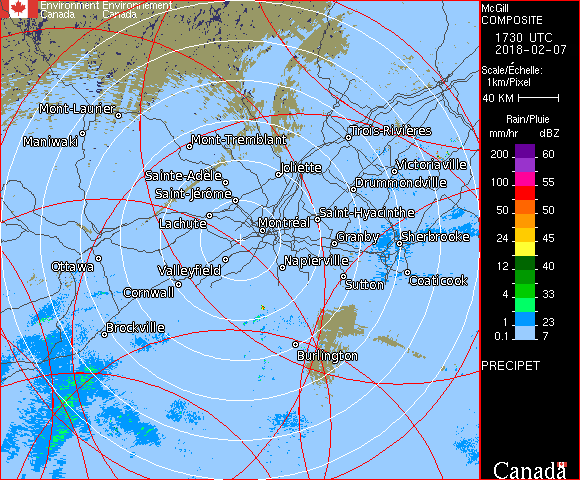 Environment Environnement
Canada Canada
Mont-Laurier
Maniwaki
Mont-Tremblant
Trois-Rivières
Sainte-Adèle
Joliette
Victoriaville
Saint-Jérôme
Drummondville
Lachute
Montréal
Saint-Hyacinthe
Granby
Sherbrooke
Ottawa
Valleyfield
Napierville
Cornwall
Sutton
Coaticook
Brockville
Burlington
McGill
COMPOSITE
1730 UTC
2018-02-07
Scale/Échelle:
1km/Pixel
40 KM
Rain/Pluie
mm/hr dBZ
200 60
100 55
50 50
24 45
12 40
4 33
1 23
0.1 7
PRECIPET
Canada